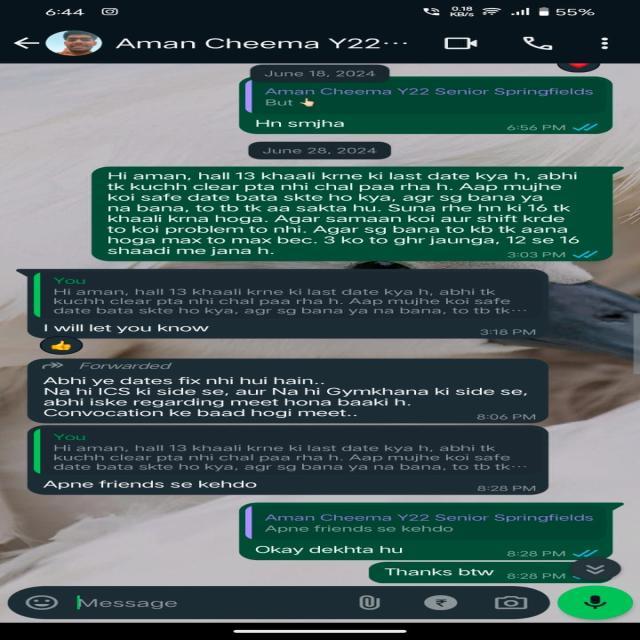 6:44
0.18
KB/s
55%
Aman Cheema Y22...
June 18, 2024
Aman Cheema Y22 Senior Springfields
But 👆🏻
Hn smjha
6:56 PM
June 28, 2024
Hi aman, hall 13 khaali krne ki last date kya h, abhi
tk kuchh clear pta nhi chal paa rha h. Aap mujhe
koi safe date bata skte ho kya, agr sg bana ya
na bana, to tb tk aa sakta hu. Suna rhe hn ki 16 tk
khaali krna hoga. Agar samaan koi aur shift krde
to koi problem to nhi. Agar sg bana to kb tk aana
hoga max to max bec. 3 ko to ghr jaunga, 12 se 16
shaadi me jana h.
3:03 PM
You
Hi aman, hall 13 khaali krne ki last date kya h, abhi tk
kuchh clear pta nhi chal paa rha h. Aap mujhe koi safe
date bata skte ho kya, agr sg bana ya na bana, to tb tk...
I will let you know
3:18 PM
👍
Forwarded
Abhi ye dates fix nhi hui hain..
Na hi ICS ki side se, aur Na hi Gymkhana ki side se,
abhi iske regarding meet hona baaki h.
Convocation ke baad hogi meet..
8:06 PM
You
Hi aman, hall 13 khaali krne ki last date kya h, abhi tk
kuchh clear pta nhi chal paa rha h. Aap mujhe koi safe
date bata skte ho kya, agr sg bana ya na bana, to tb tk...
Apne friends se kehdo
8:28 PM
Aman Cheema Y22 Senior Springfields
Apne friends se kehdo
Okay dekhta hu
8:28 PM
Thanks btw
8:28 PM
Message
₹